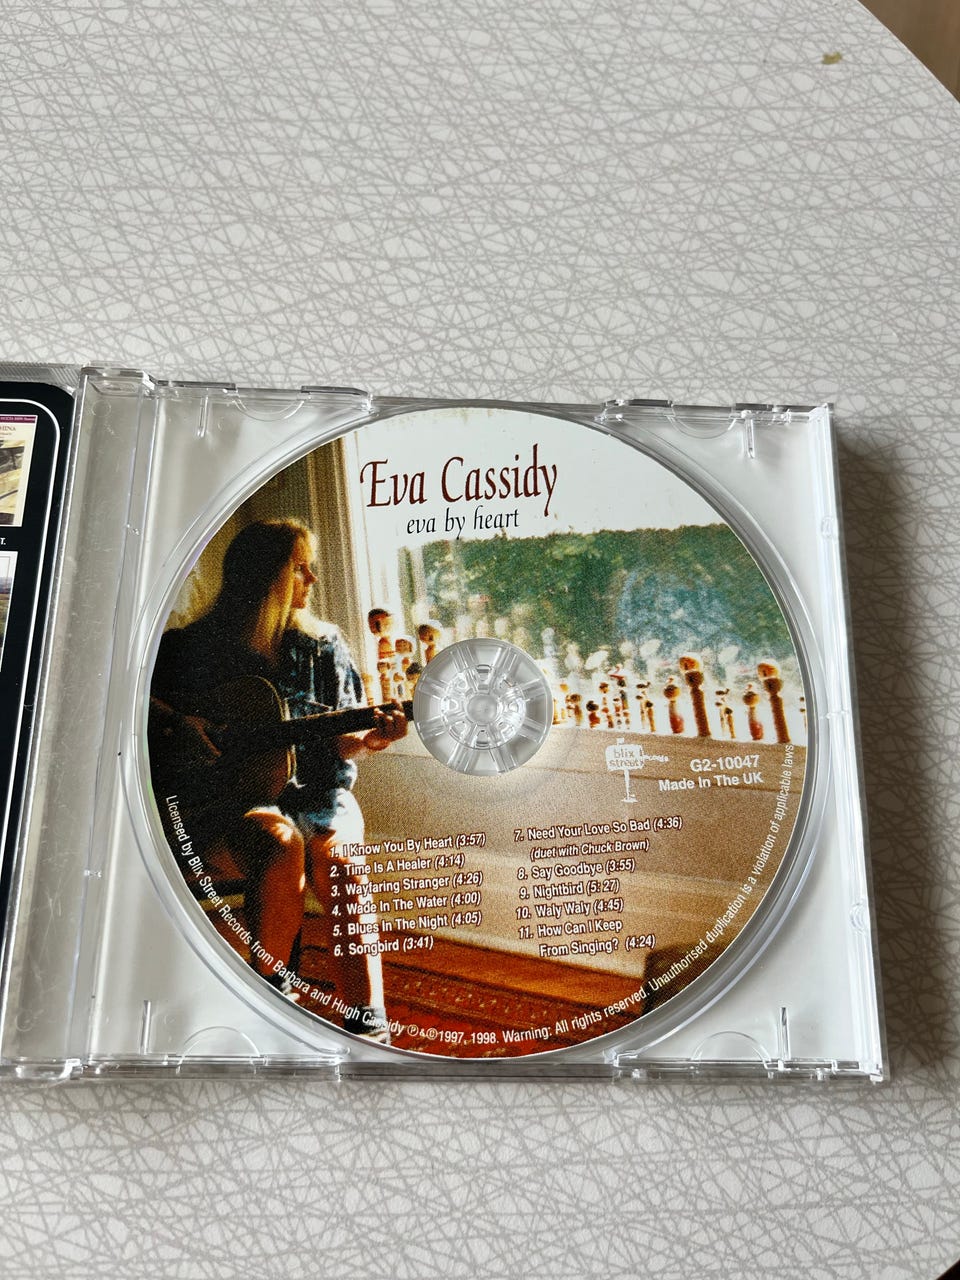 Eva Cassidy
eva by heart
blix
street
records
G2-10047
Made In The UK
1. I Know You By Heart (3:57)
2. Time Is A Healer (4:14)
3. Wayfaring Stranger (4:26)
4. Wade In The Water (4:00)
5. Blues In The Night (4:05)
6. Songbird (3:41)
7. Need Your Love So Bad (4:36)
(duet with Chuck Brown)
8. Say Goodbye (3:55)
9. Nightbird (5:27)
10. Waly Waly (4:45)
11. How Can I Keep
From Singing? (4:24)
Licensed by Blix Street Records from Barbara and Hugh Cassidy ℗&©1997, 1998. Warning: All rights reserved. Unauthorised duplication is a violation of applicable laws